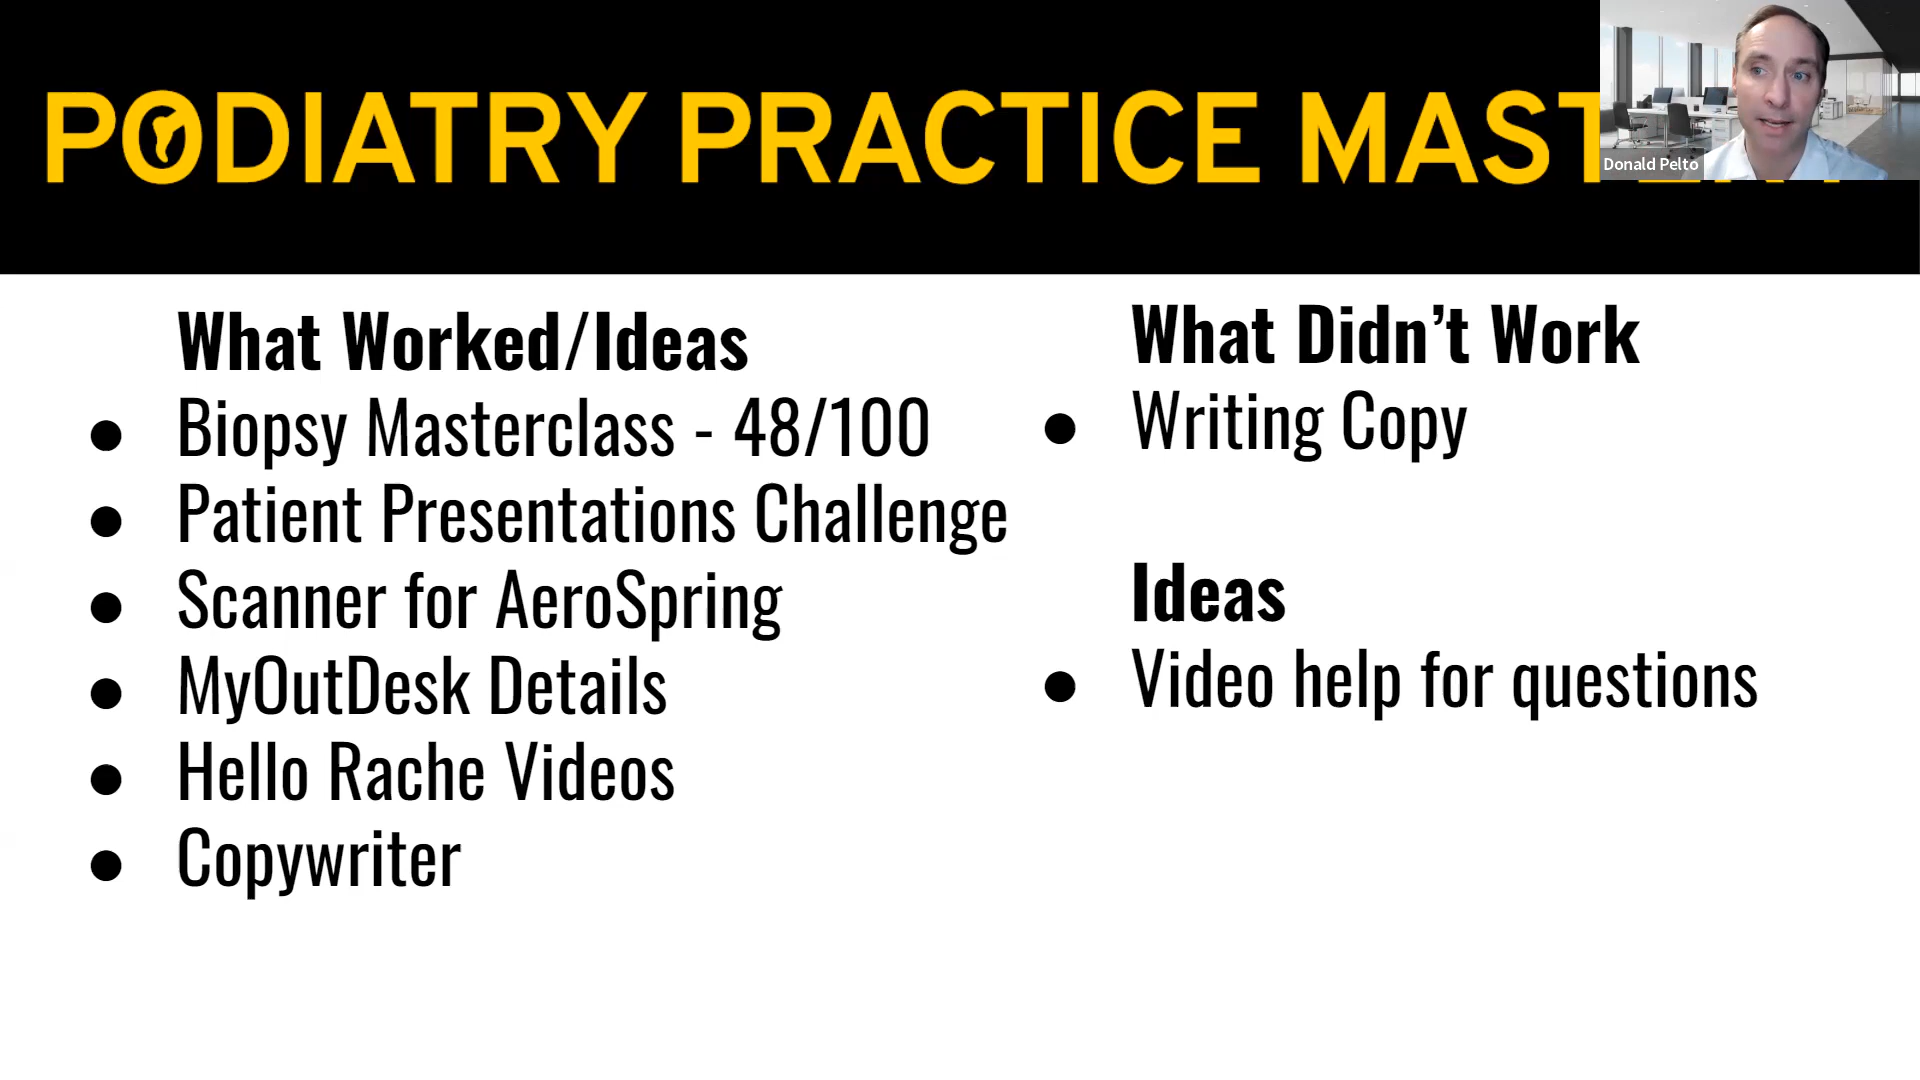 PODIATRY PRACTICE MAST
Donald Pelto
What Worked/Ideas
● Biopsy Masterclass - 48/100
● Patient Presentations Challenge
● Scanner for AeroSpring
● MyOutDesk Details
● Hello Rache Videos
● Copywriter
What Didn’t Work
● Writing Copy
Ideas
● Video help for questions